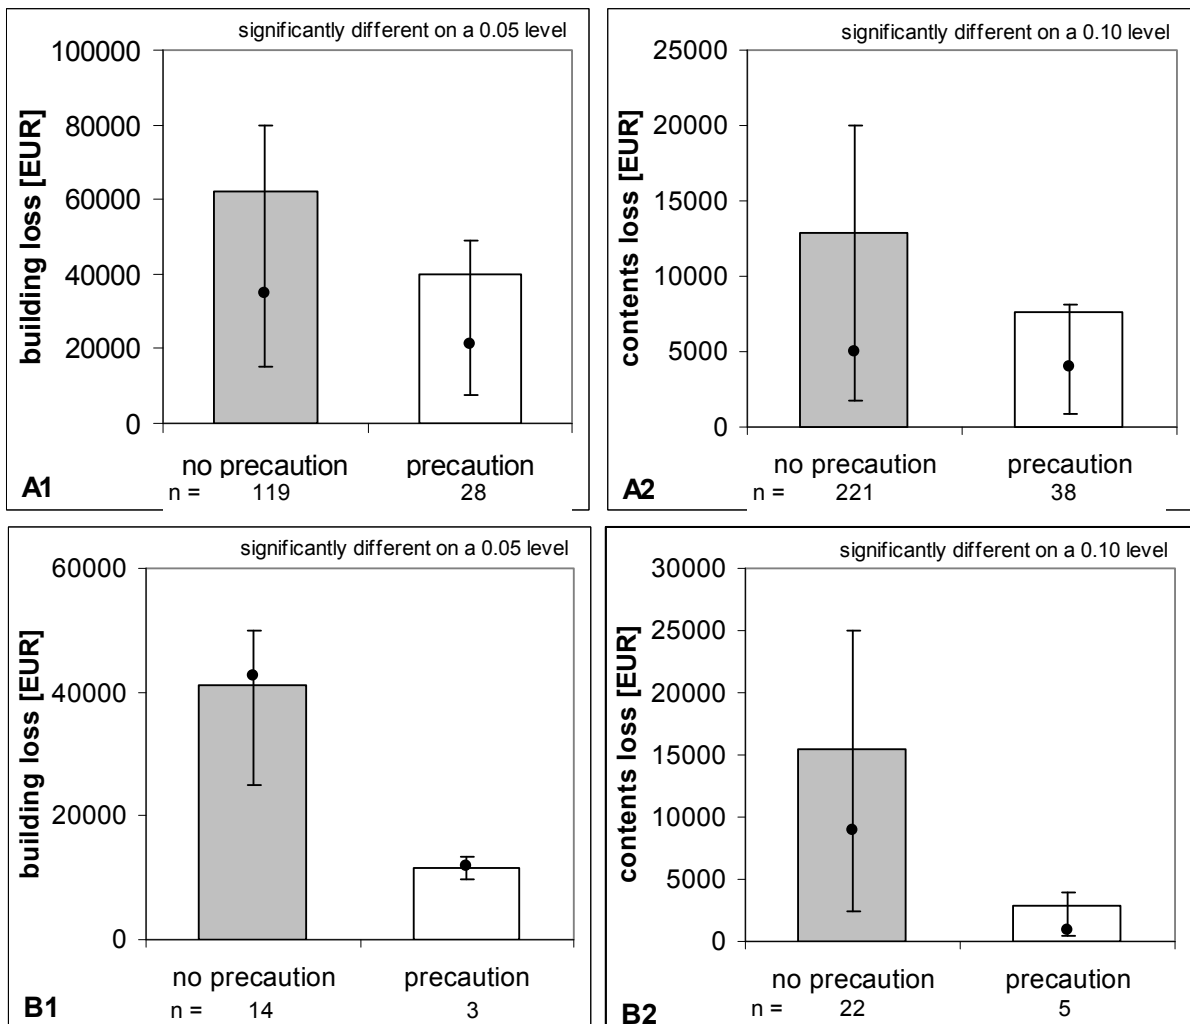 significantly different on a 0.05 level
building loss [EUR]
100000
80000
60000
40000
20000
0
no precaution precaution
A1 n = 119 28
significantly different on a 0.10 level
contents loss [EUR]
25000
20000
15000
10000
5000
0
no precaution precaution
A2 n = 221 38
significantly different on a 0.05 level
building loss [EUR]
60000
40000
20000
0
no precaution precaution
B1 n = 14 3
significantly different on a 0.10 level
contents loss [EUR]
30000
25000
20000
15000
10000
5000
0
no precaution precaution
B2 n = 22 5